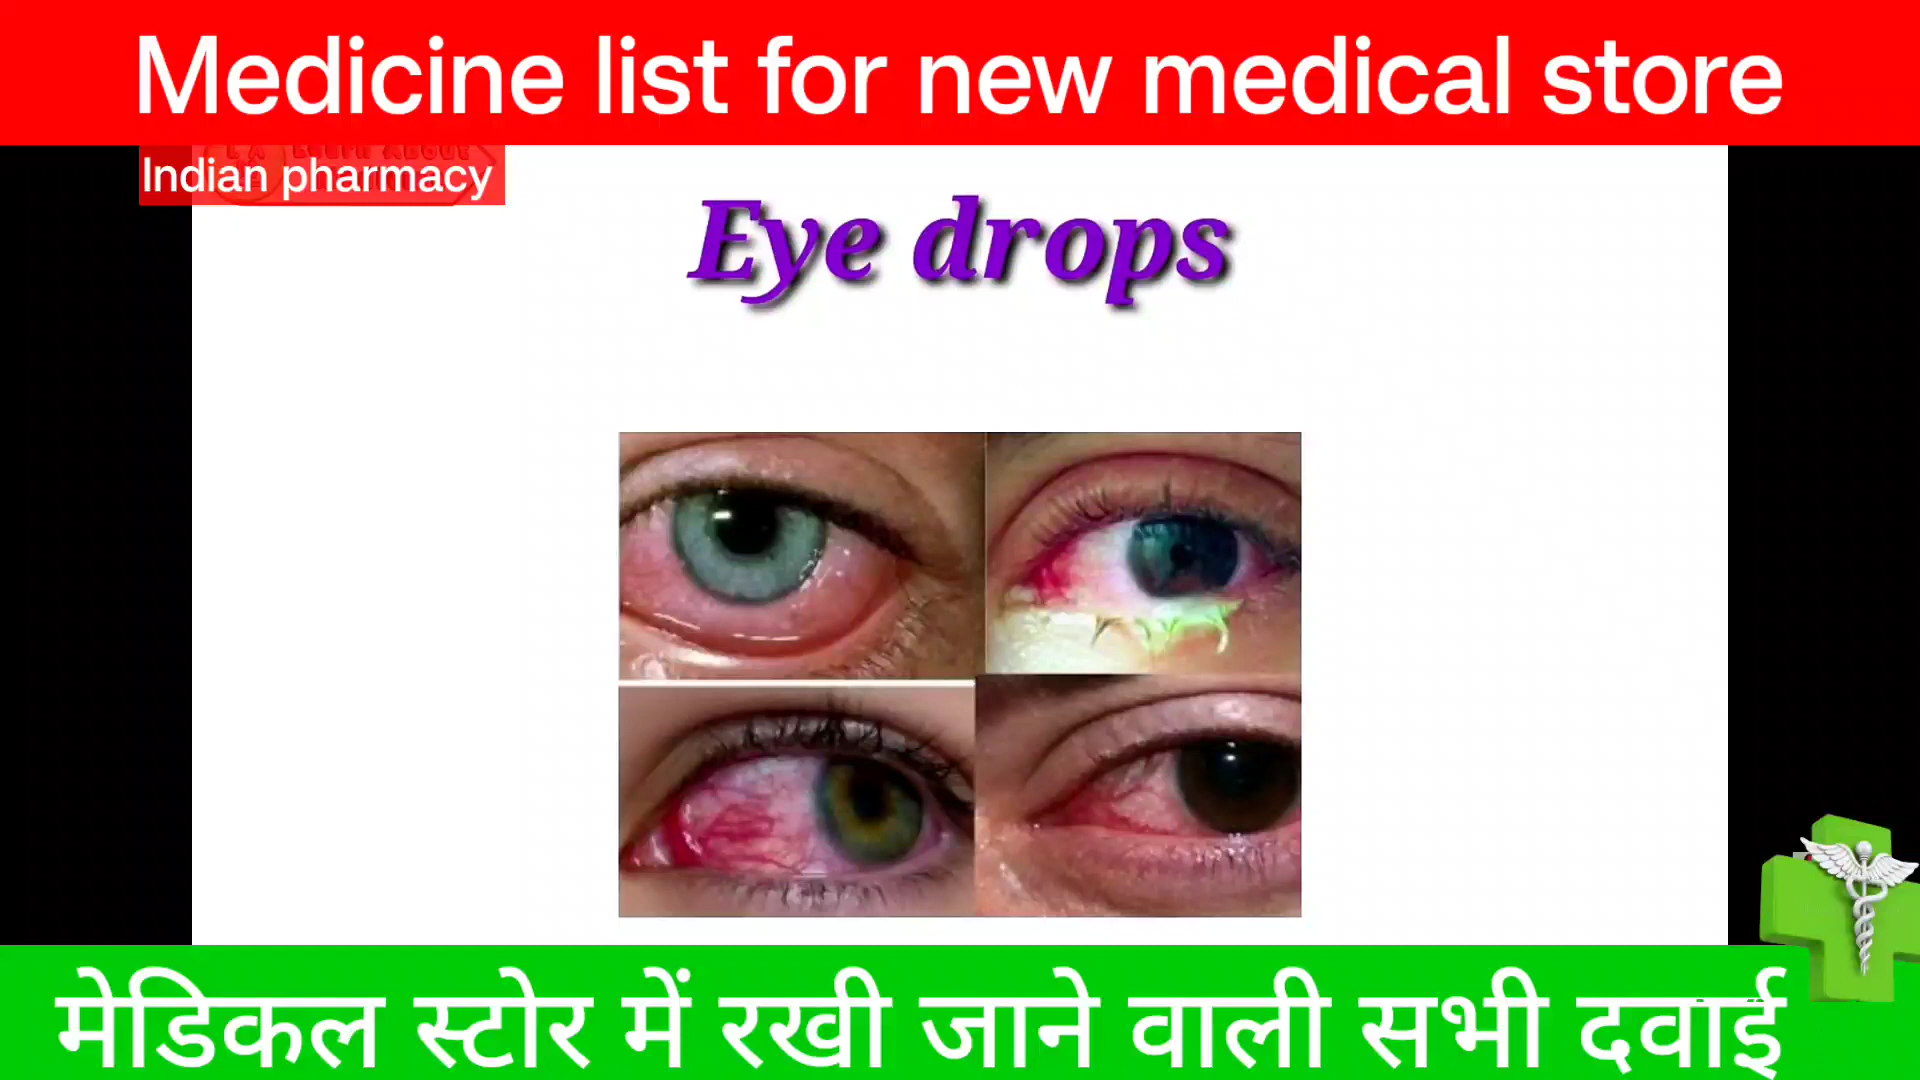 Medicine list for new medical store
Indian pharmacy
Eye drops
मेडिकल स्टोर में रखी जाने वाली सभी दवाई